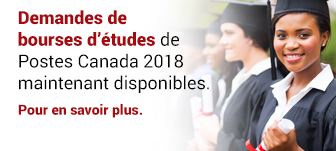 Demandes de
bourses d’études de
Postes Canada 2018
maintenant disponibles.
Pour en savoir plus.